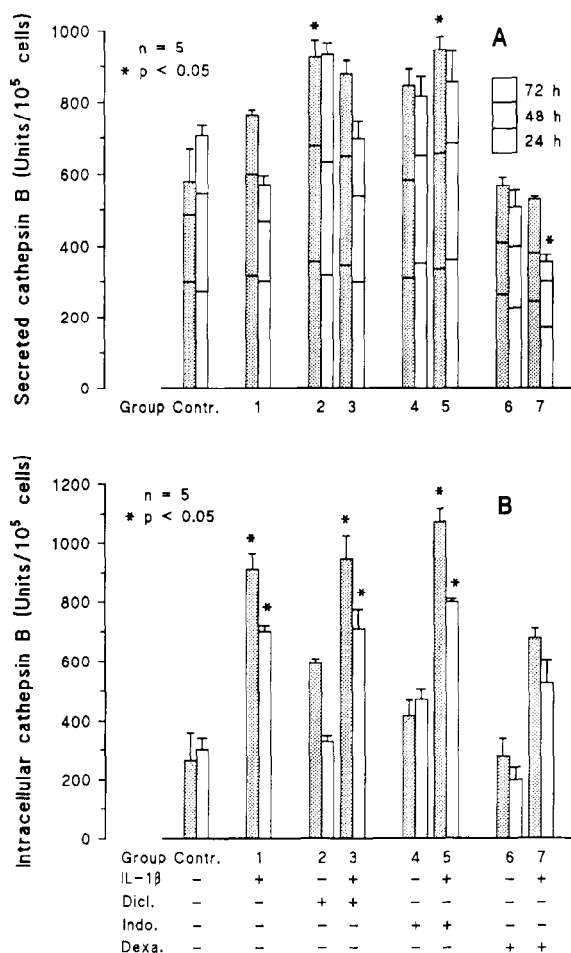 A
n = 5
* p < 0.05
Secreted cathepsin B (Units/10⁵ cells)
1000
800
600
400
200
0
72 h
48 h
24 h
* * *
Group Contr. 1 2 3 4 5 6 7
B
n = 5
* p < 0.05
Intracellular cathepsin B (Units/10⁵ cells)
1200
1000
800
600
400
200
0
* * * * * *
Group Contr. 1 2 3 4 5 6 7
IL-1β - + - + - + - +
Dicl. - - + + - - - -
Indo. - - - - + + - -
Dexa. - - - - - - + +